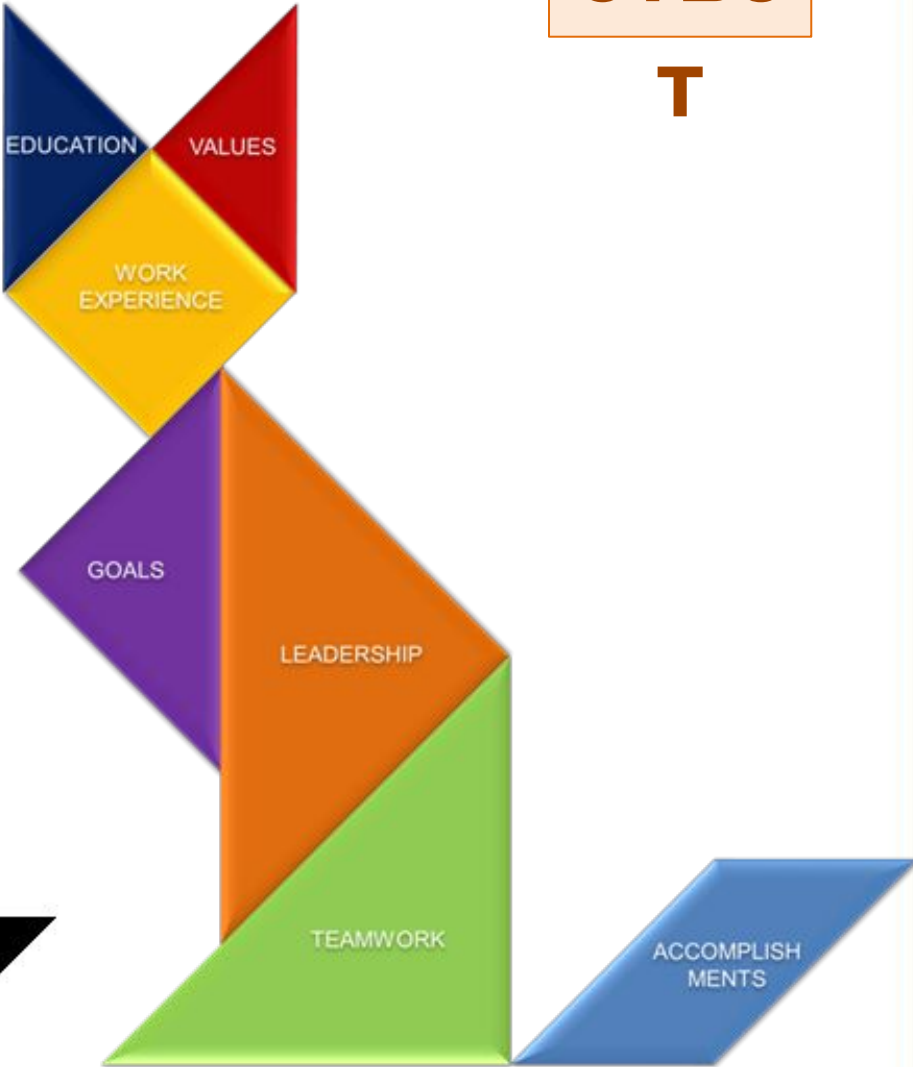 T
EDUCATION
VALUES
WORK
EXPERIENCE
GOALS
LEADERSHIP
TEAMWORK
ACCOMPLISH
MENTS